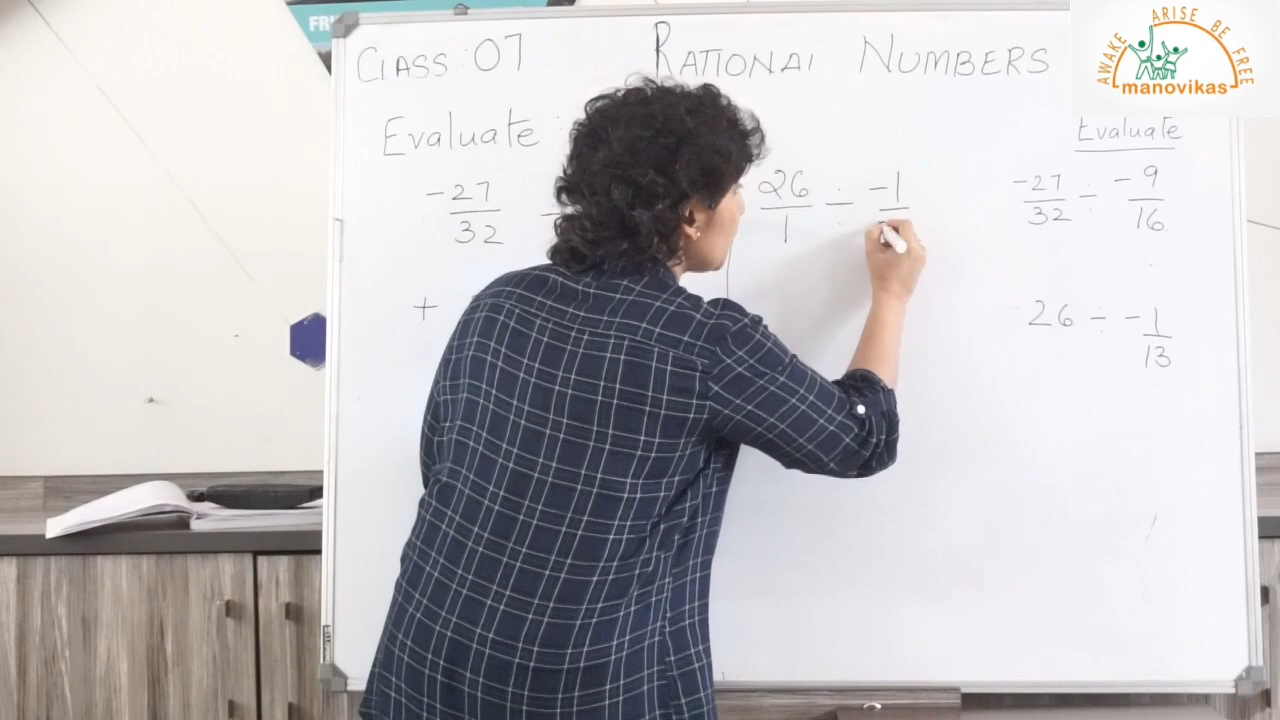 FRI
CLASS : 07 RATIONAL NUMBERS
Evaluate
-27/32
+
26/1 ÷ -1/
Evaluate
-27/32 ÷ -9/16
26 ÷ -1/13
AWAKE ARISE BE FREE
manovikas